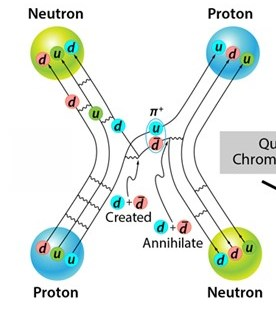 Neutron
Proton
d u d
u d u
d
u
d
π⁺
u
d̅
Qu
Chrom
d + d̅
Created
d + d̅
Annihilate
d u u
d d u
Proton
Neutron